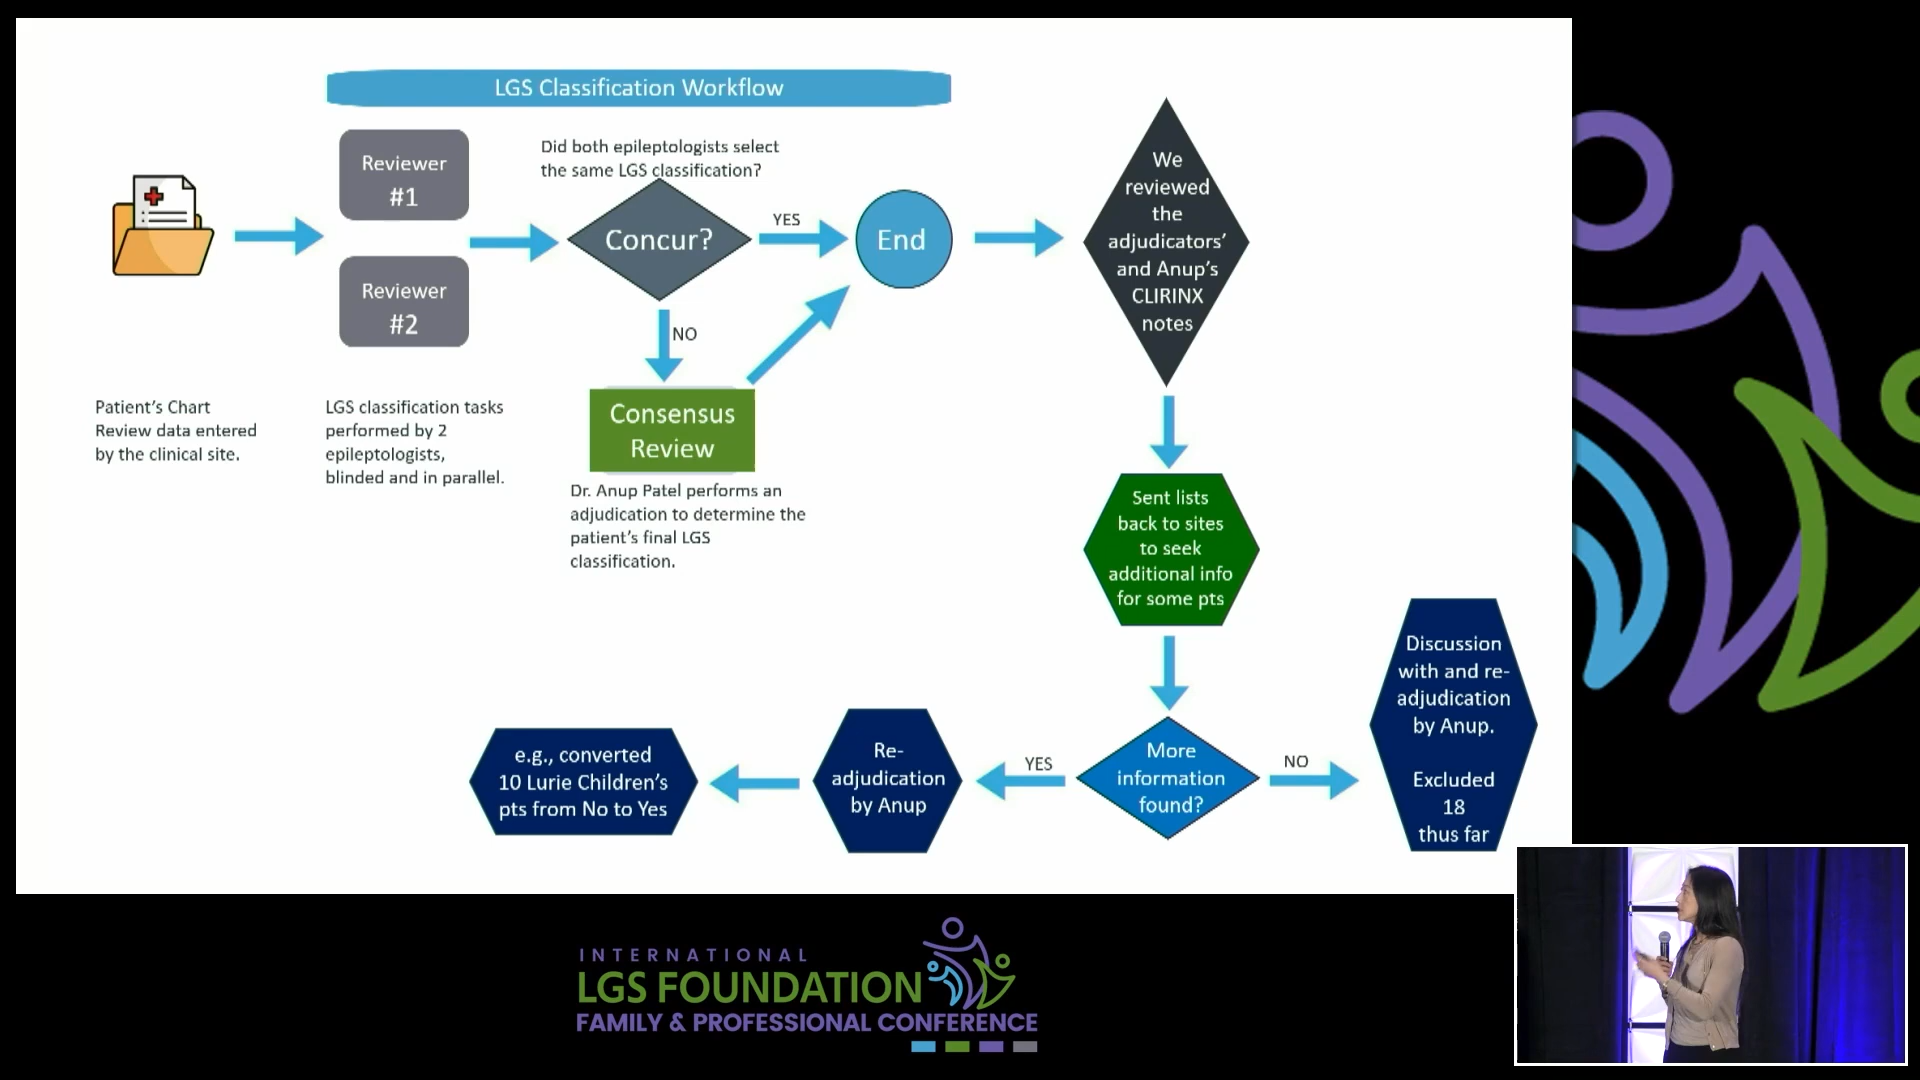 LGS Classification Workflow
Reviewer
#1
Reviewer
#2
Did both epileptologists select
the same LGS classification?
Concur?
YES
End
NO
Consensus
Review
Patient's Chart
Review data entered
by the clinical site.
LGS classification tasks
performed by 2
epileptologists,
blinded and in parallel.
Dr. Anup Patel performs an
adjudication to determine the
patient's final LGS
classification.
We
reviewed
the
adjudicators'
and Anup's
CLIRINX
notes
Sent lists
back to sites
to seek
additional info
for some pts
More
information
found?
YES
NO
Re-
adjudication
by Anup
e.g., converted
10 Lurie Children's
pts from No to Yes
Discussion
with and re-
adjudication
by Anup.
Excluded
18
thus far
INTERNATIONAL
LGS FOUNDATION
FAMILY & PROFESSIONAL CONFERENCE